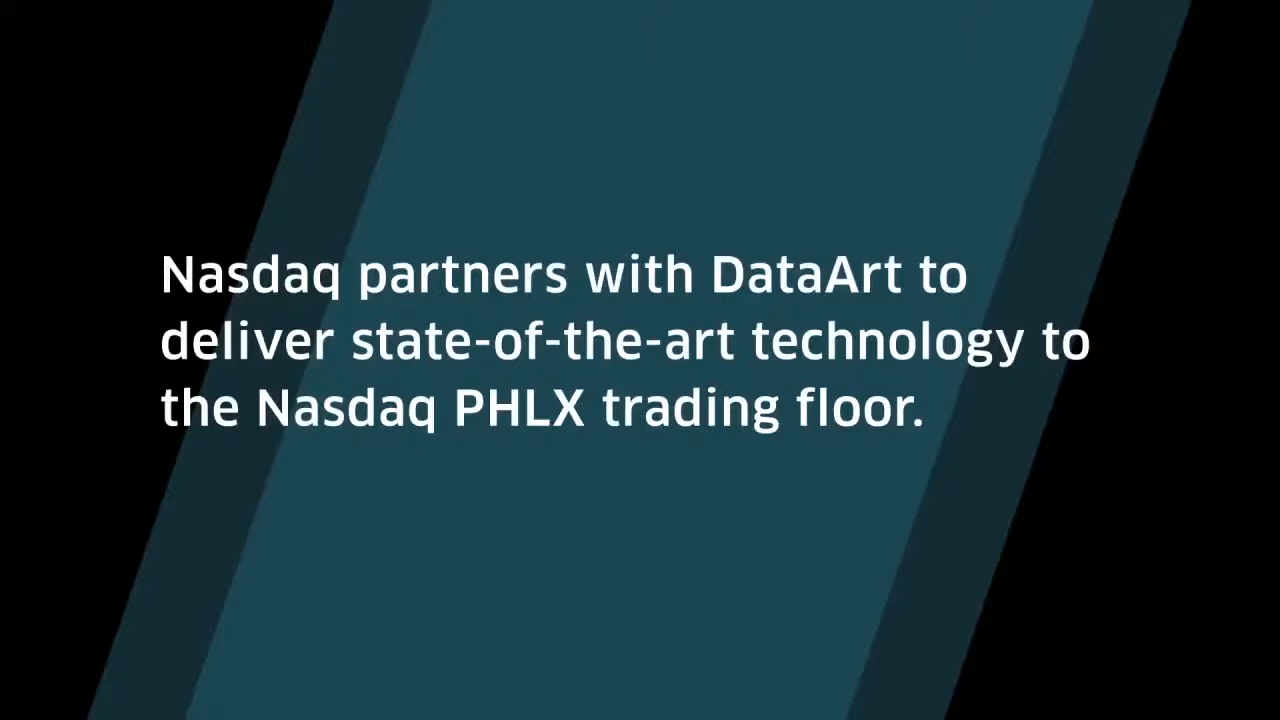 Nasdaq partners with DataArt to
deliver state-of-the-art technology to
the Nasdaq PHLX trading floor.